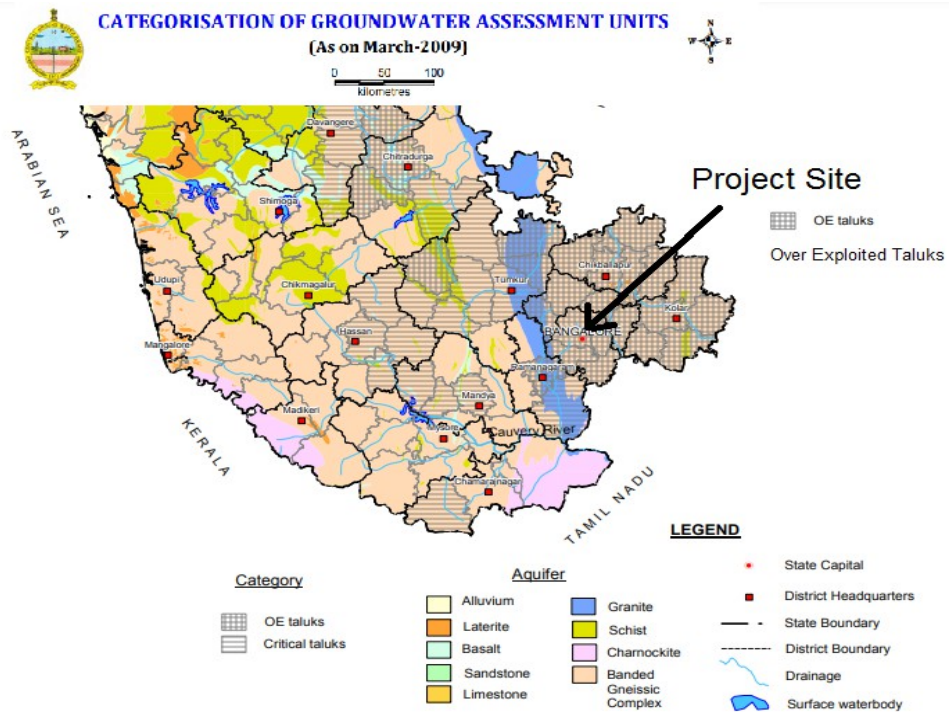 CATEGORISATION OF GROUNDWATER ASSESSMENT UNITS
(As on March-2009)
N
W
E
S
0 50 100
kilometres
ARABIAN SEA
Davangere
Chitradurga
Project Site
Shimoga
OE taluks
Over Exploited Taluks
Chikballapur
Udupi
Chikmagalur
Tumkur
Kolar
Hassan
BANGALORE
Mangalore
Ramanagaram
Mandya
Madikeri
Mysore
Cauvery River
KERALA
Chamarajnagar
TAMIL NADU
LEGEND
Category
OE taluks
Critical taluks
Aquifer
Alluvium
Laterite
Basalt
Sandstone
Limestone
Granite
Schist
Charnockite
Banded
Gneissic
Complex
State Capital
District Headquarters
State Boundary
District Boundary
Drainage
Surface waterbody